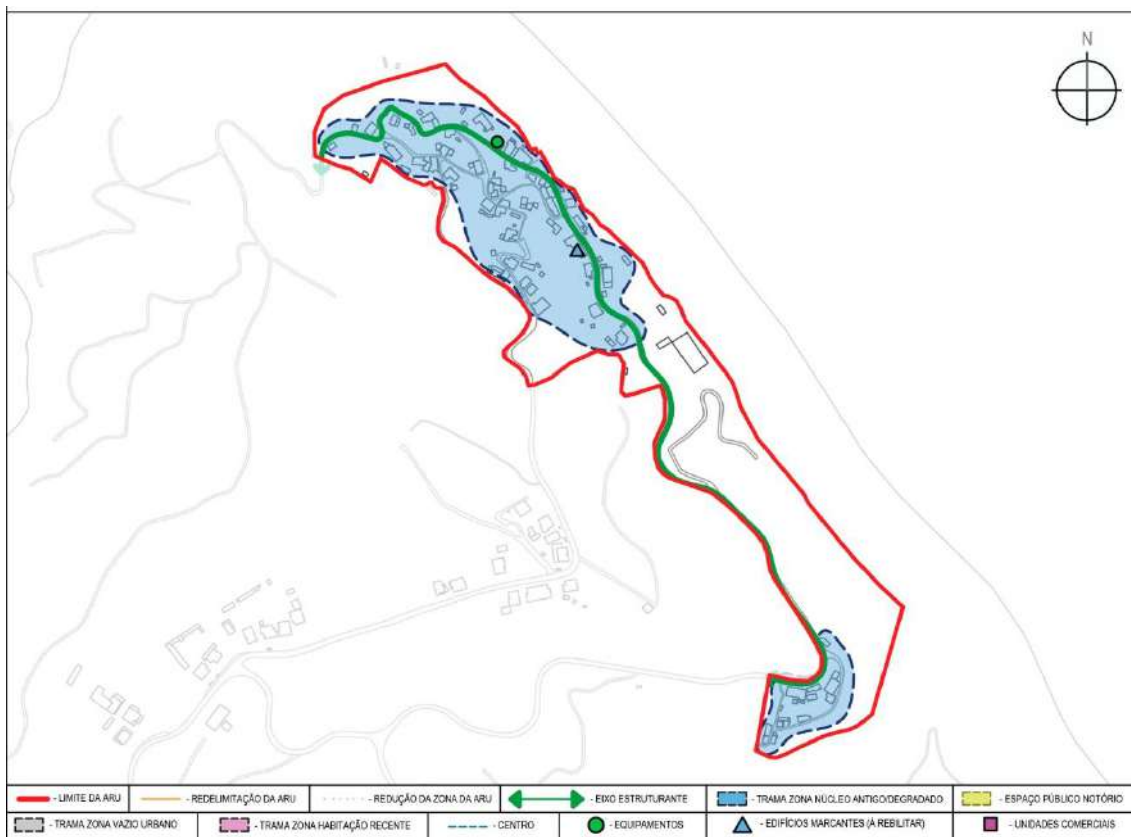 N
- LIMITE DA ARU
- REDELIMITAÇÃO DA ARU
- REDUÇÃO DA ZONA DA ARU
- EIXO ESTRUTURANTE
- TRAMA ZONA NÚCLEO ANTIGO/DEGRADADO
- ESPAÇO PÚBLICO NOTÓRIO
- TRAMA ZONA VAZIO URBANO
- TRAMA ZONA HABITAÇÃO RECENTE
- CENTRO
- EQUIPAMENTOS
- EDIFÍCIOS MARCANTES (À REBILITAR)
- UNIDADES COMERCIAIS